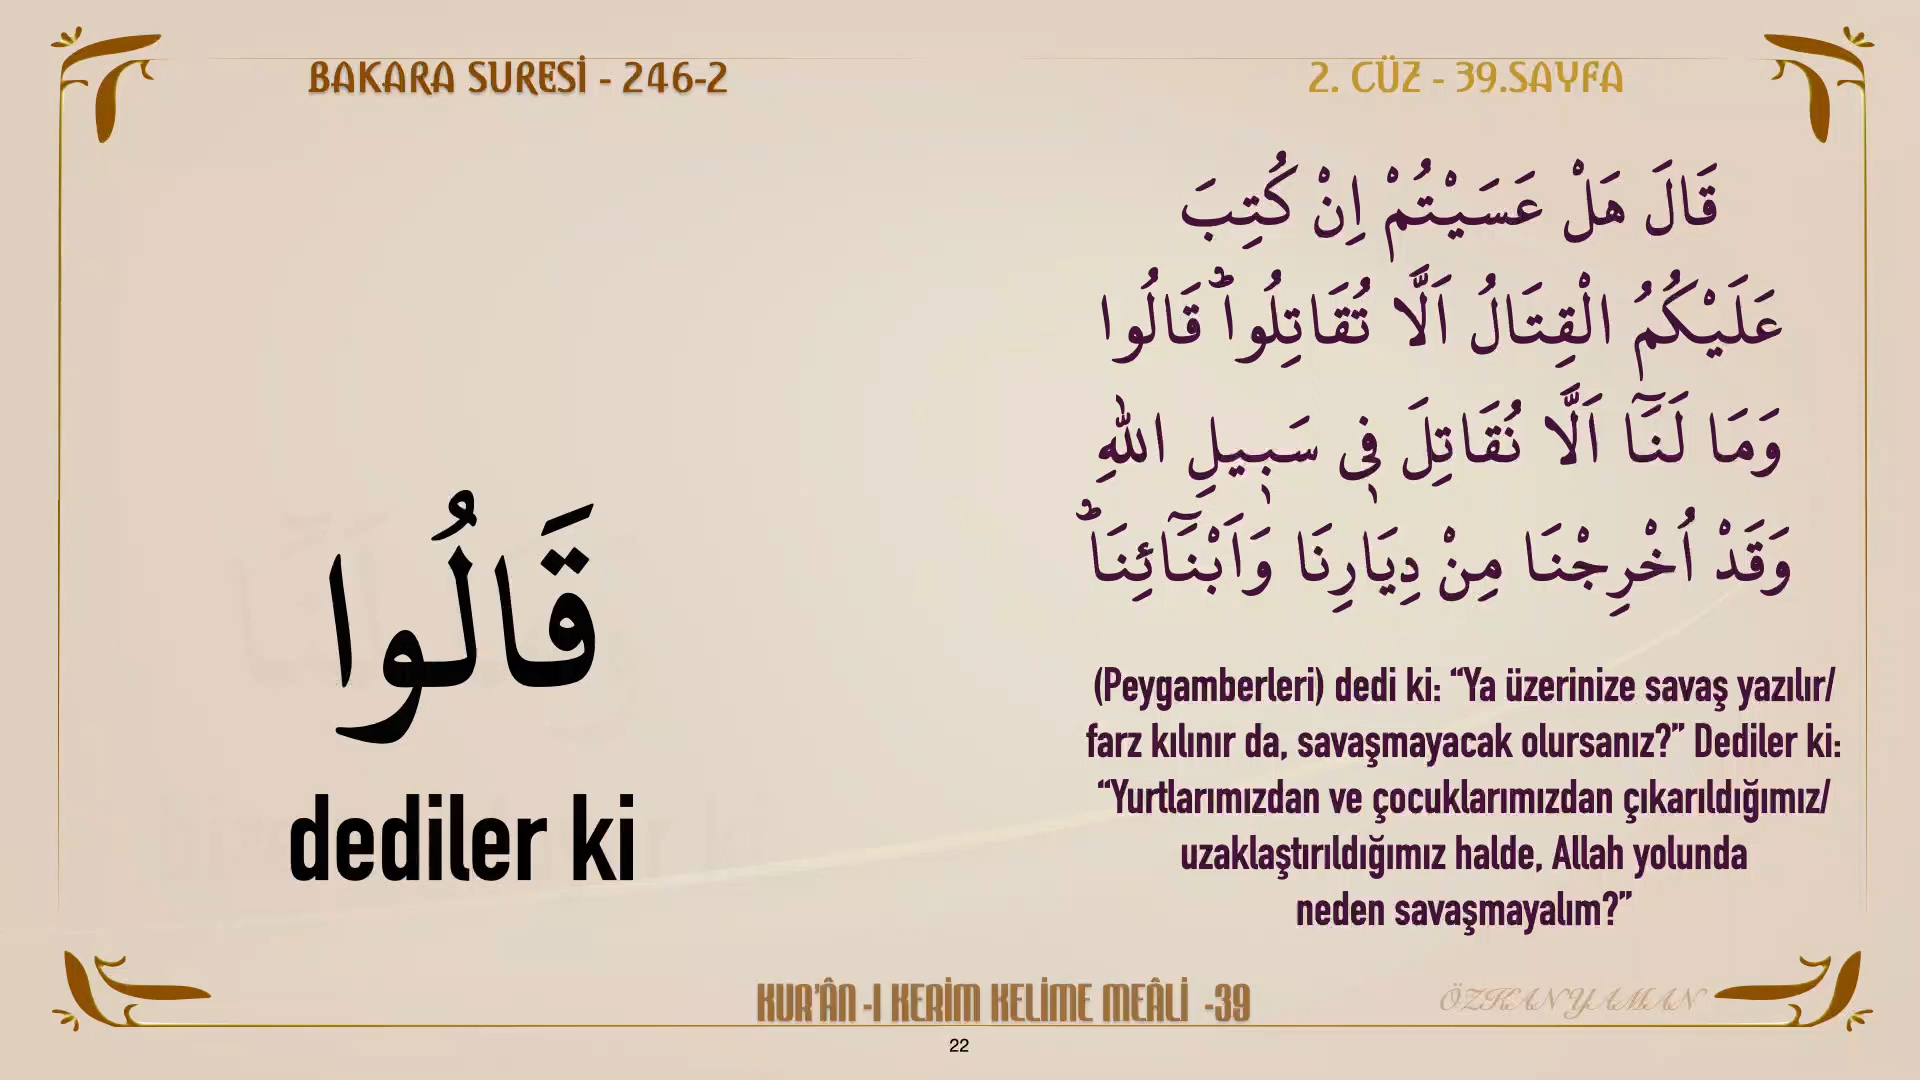 BAKARA SURESİ - 246-2
2. CÜZ - 39.SAYFA
قَالَ هَلْ عَسَيْتُمْ اِنْ كُتِبَ
عَلَيْكُمُ الْقِتَالُ اَلَّا تُقَاتِلُواۜ قَالُوا
وَمَا لَنَٓا اَلَّا نُقَاتِلَ ف۪ى سَب۪يلِ اللّٰهِ
وَقَدْ اُخْرِجْنَا مِنْ دِيَارِنَا وَاَبْنَٓائِنَاۜ
(Peygamberleri) dedi ki: “Ya üzerinize savaş yazılır/
farz kılınır da, savaşmayacak olursanız?” Dediler ki:
“Yurtlarımızdan ve çocuklarımızdan çıkarıldığımız/
uzaklaştırıldığımız halde, Allah yolunda
neden savaşmayalım?”
قَالُوا
dediler ki
KUR’ÂN -I KERİM KELİME MEÂLİ -39
ÖZKAN YAMAN
22